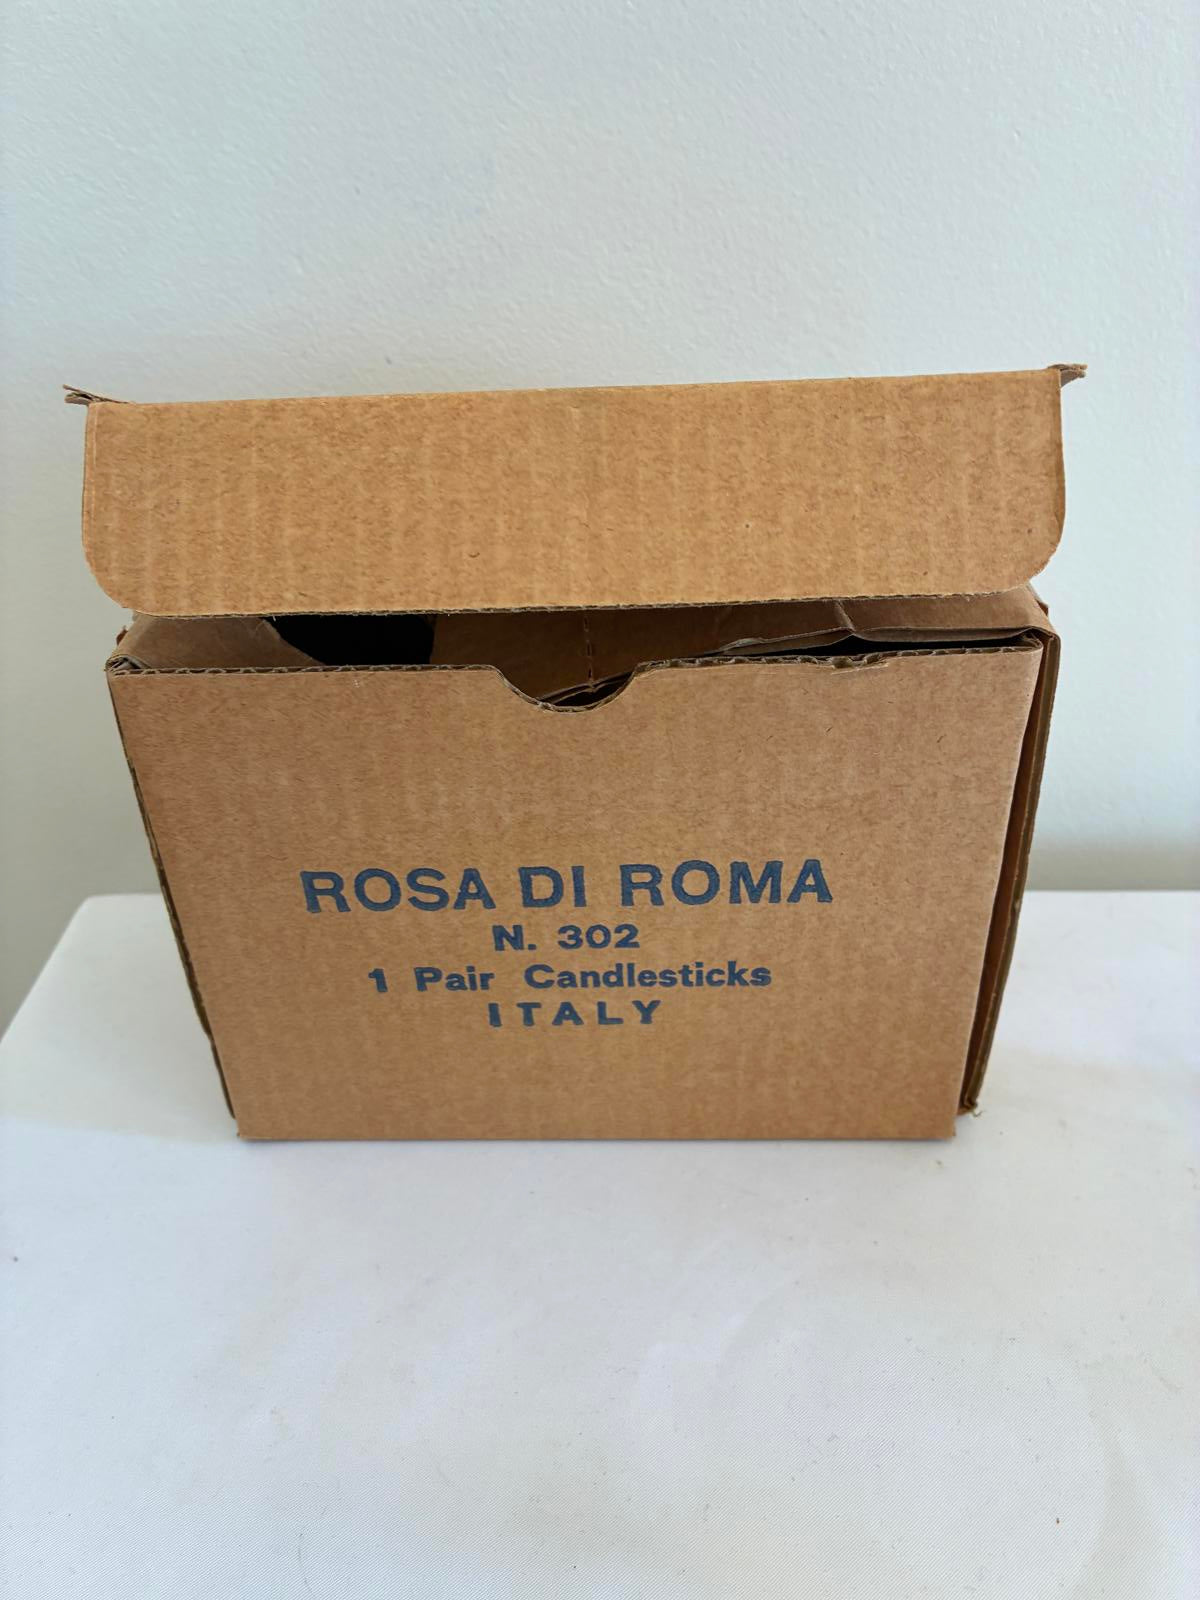 ROSA DI ROMA
N. 302
1 Pair Candlesticks
ITALY